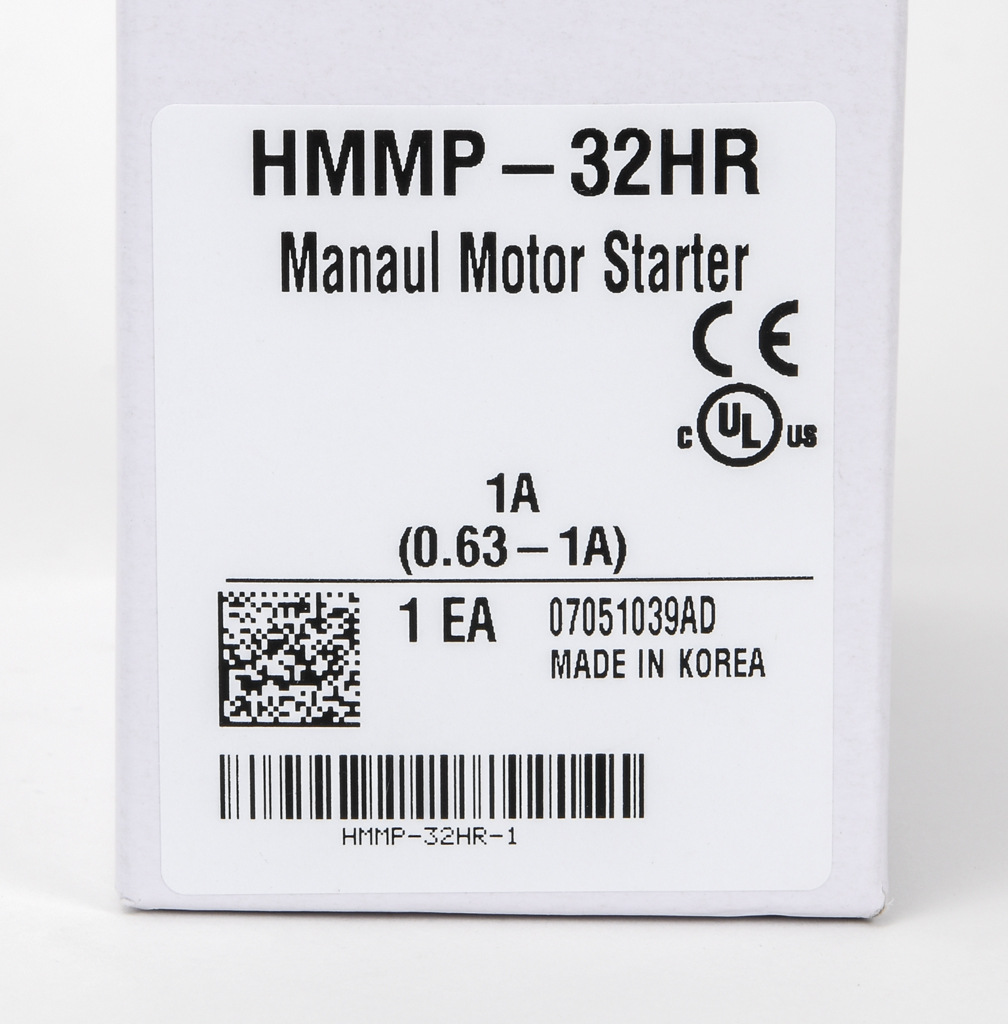 HMMP-32HR
Manaul Motor Starter
CE
c UL us
1A
(0.63-1A)
1 EA 07051039AD
MADE IN KOREA
HMMP-32HR-1